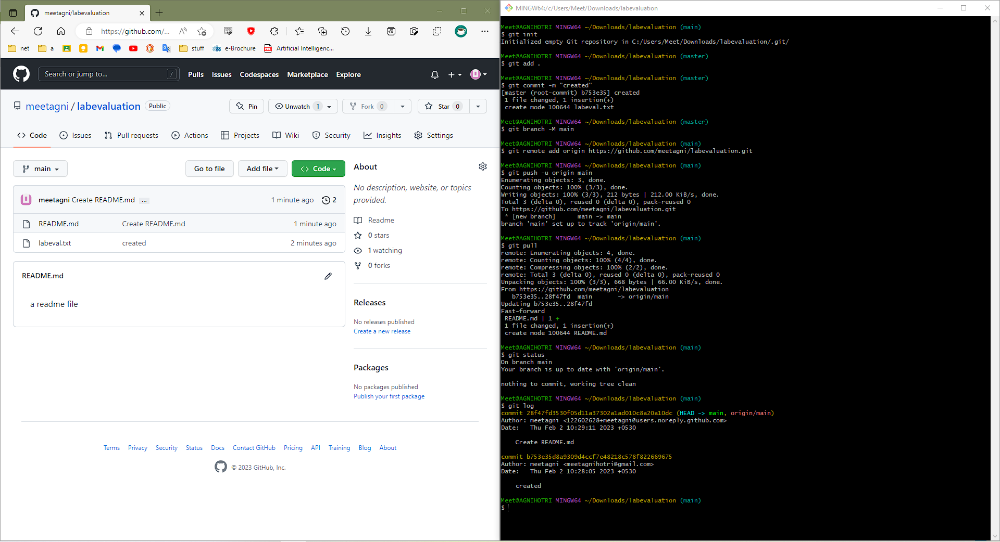 meetagni/labevaluation
https://github.com/...
net
a
stuff
e-Brochure
Artificial Intelligenc...
Search or jump to...
/
Pulls
Issues
Codespaces
Marketplace
Explore
meetagni / labevaluation
Public
Pin
Unwatch 1
Fork 0
Star 0
Code
Issues
Pull requests
Actions
Projects
Wiki
Security
Insights
Settings
main
Go to file
Add file
Code
meetagni Create README.md ...
1 minute ago
2
README.md Create README.md 1 minute ago
labeval.txt created 2 minutes ago
README.md
a readme file
About
No description, website, or topics
provided.
Readme
0 stars
1 watching
0 forks
Releases
No releases published
Create a new release
Packages
No packages published
Publish your first package
Terms Privacy Security Status Docs Contact GitHub Pricing API Training Blog About
© 2023 GitHub, Inc.
MINGW64:/c/Users/Meet/Downloads/labevaluation
Meet@AGNIHOTRI MINGW64 ~/Downloads/labevaluation (main)
$ git init
Initialized empty Git repository in C:/Users/Meet/Downloads/labevaluation/.git/
Meet@AGNIHOTRI MINGW64 ~/Downloads/labevaluation (master)
$ git add .
Meet@AGNIHOTRI MINGW64 ~/Downloads/labevaluation (master)
$ git commit -m "created"
[master (root-commit) b753e35] created
1 file changed, 1 insertion(+)
create mode 100644 labeval.txt
Meet@AGNIHOTRI MINGW64 ~/Downloads/labevaluation (master)
$ git branch -M main
Meet@AGNIHOTRI MINGW64 ~/Downloads/labevaluation (main)
$ git remote add origin https://github.com/meetagni/labevaluation.git
Meet@AGNIHOTRI MINGW64 ~/Downloads/labevaluation (main)
$ git push -u origin main
Enumerating objects: 3, done.
Counting objects: 100% (3/3), done.
Writing objects: 100% (3/3), 212 bytes | 212.00 KiB/s, done.
Total 3 (delta 0), reused 0 (delta 0), pack-reused 0
To https://github.com/meetagni/labevaluation.git
* [new branch]      main -> main
branch 'main' set up to track 'origin/main'.
Meet@AGNIHOTRI MINGW64 ~/Downloads/labevaluation (main)
$ git pull
remote: Enumerating objects: 4, done.
remote: Counting objects: 100% (4/4), done.
remote: Compressing objects: 100% (2/2), done.
remote: Total 3 (delta 0), reused 0 (delta 0), pack-reused 0
Unpacking objects: 100% (3/3), 668 bytes | 66.00 KiB/s, done.
From https://github.com/meetagni/labevaluation
b753e35..28f47fd  main       -> origin/main
Updating b753e35..28f47fd
Fast-forward
README.md | 1 +
1 file changed, 1 insertion(+)
create mode 100644 README.md
Meet@AGNIHOTRI MINGW64 ~/Downloads/labevaluation (main)
$ git status
On branch main
Your branch is up to date with 'origin/main'.
nothing to commit, working tree clean
Meet@AGNIHOTRI MINGW64 ~/Downloads/labevaluation (main)
$ git log
commit 28f47fd3530f05d11a37302a1ad010c8a20a10dc (HEAD -> main, origin/main)
Author: meetagni <122602628+meetagni@users.noreply.github.com>
Date:   Thu Feb 2 10:29:11 2023 +0530
Create README.md
commit b753e35d8a9309d4ccf7e48218c578f822669675
Author: meetagni <meetagnihotri@gmail.com>
Date:   Thu Feb 2 10:28:05 2023 +0530
created
Meet@AGNIHOTRI MINGW64 ~/Downloads/labevaluation (main)
$